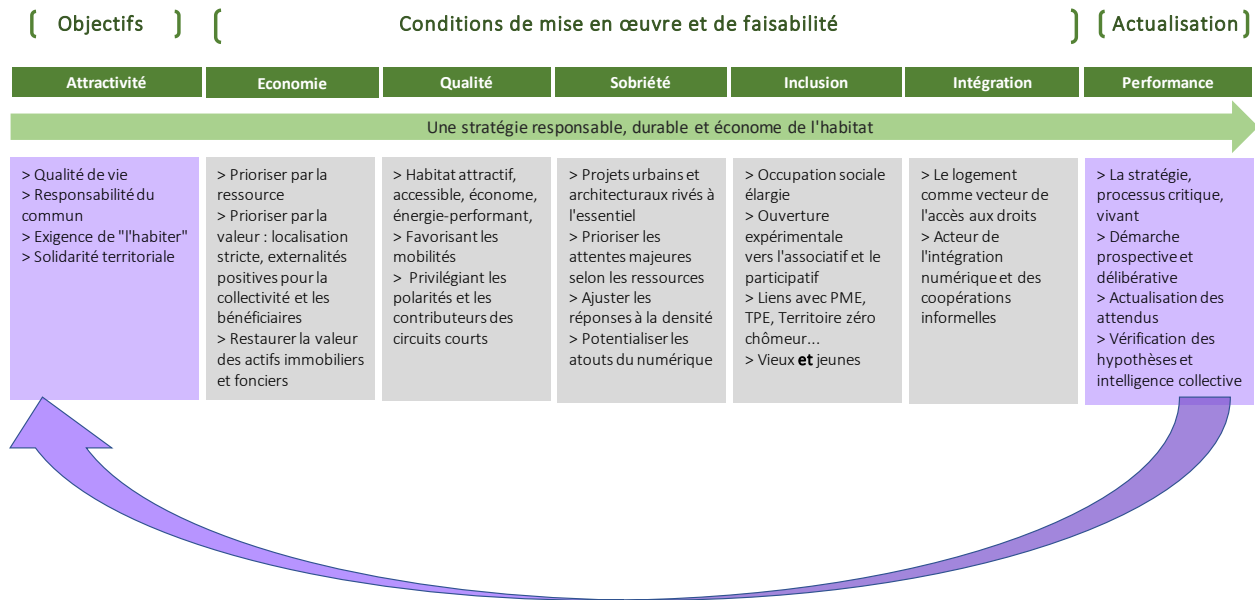 Objectifs
Conditions de mise en œuvre et de faisabilité
Actualisation
Attractivité
Economie
Qualité
Sobriété
Inclusion
Intégration
Performance
Une stratégie responsable, durable et économe de l'habitat
> Qualité de vie
> Responsabilité du
commun
> Exigence de "l'habiter"
> Solidarité territoriale
> Prioriser par la
ressource
> Prioriser par la
valeur : localisation
stricte, externalités
positives pour la
collectivité et les
bénéficiaires
> Restaurer la valeur
des actifs immobiliers
et fonciers
> Habitat attractif,
accessible, économe,
énergie-performant,
> Favorisant les
mobilités
> Privilégiant les
polarités et les
contributeurs des
circuits courts
> Projets urbains et
architecturaux rivés à
l'essentiel
> Prioriser les
attentes majeures
selon les ressources
> Ajuster les
réponses à la densité
> Potentialiser les
atouts du numérique
> Occupation sociale
élargie
> Ouverture
expérimentale
vers l'associatif et le
participatif
> Liens avec PME,
TPE, Territoire zéro
chômeur...
> Vieux et jeunes
> Le logement
comme vecteur de
l'accès aux droits
> Acteur de
l'intégration
numérique et des
coopérations
informelles
> La stratégie,
processus critique,
vivant
> Démarche
prospective et
délibérative
> Actualisation des
attendus
> Vérification des
hypothèses et
intelligence collective